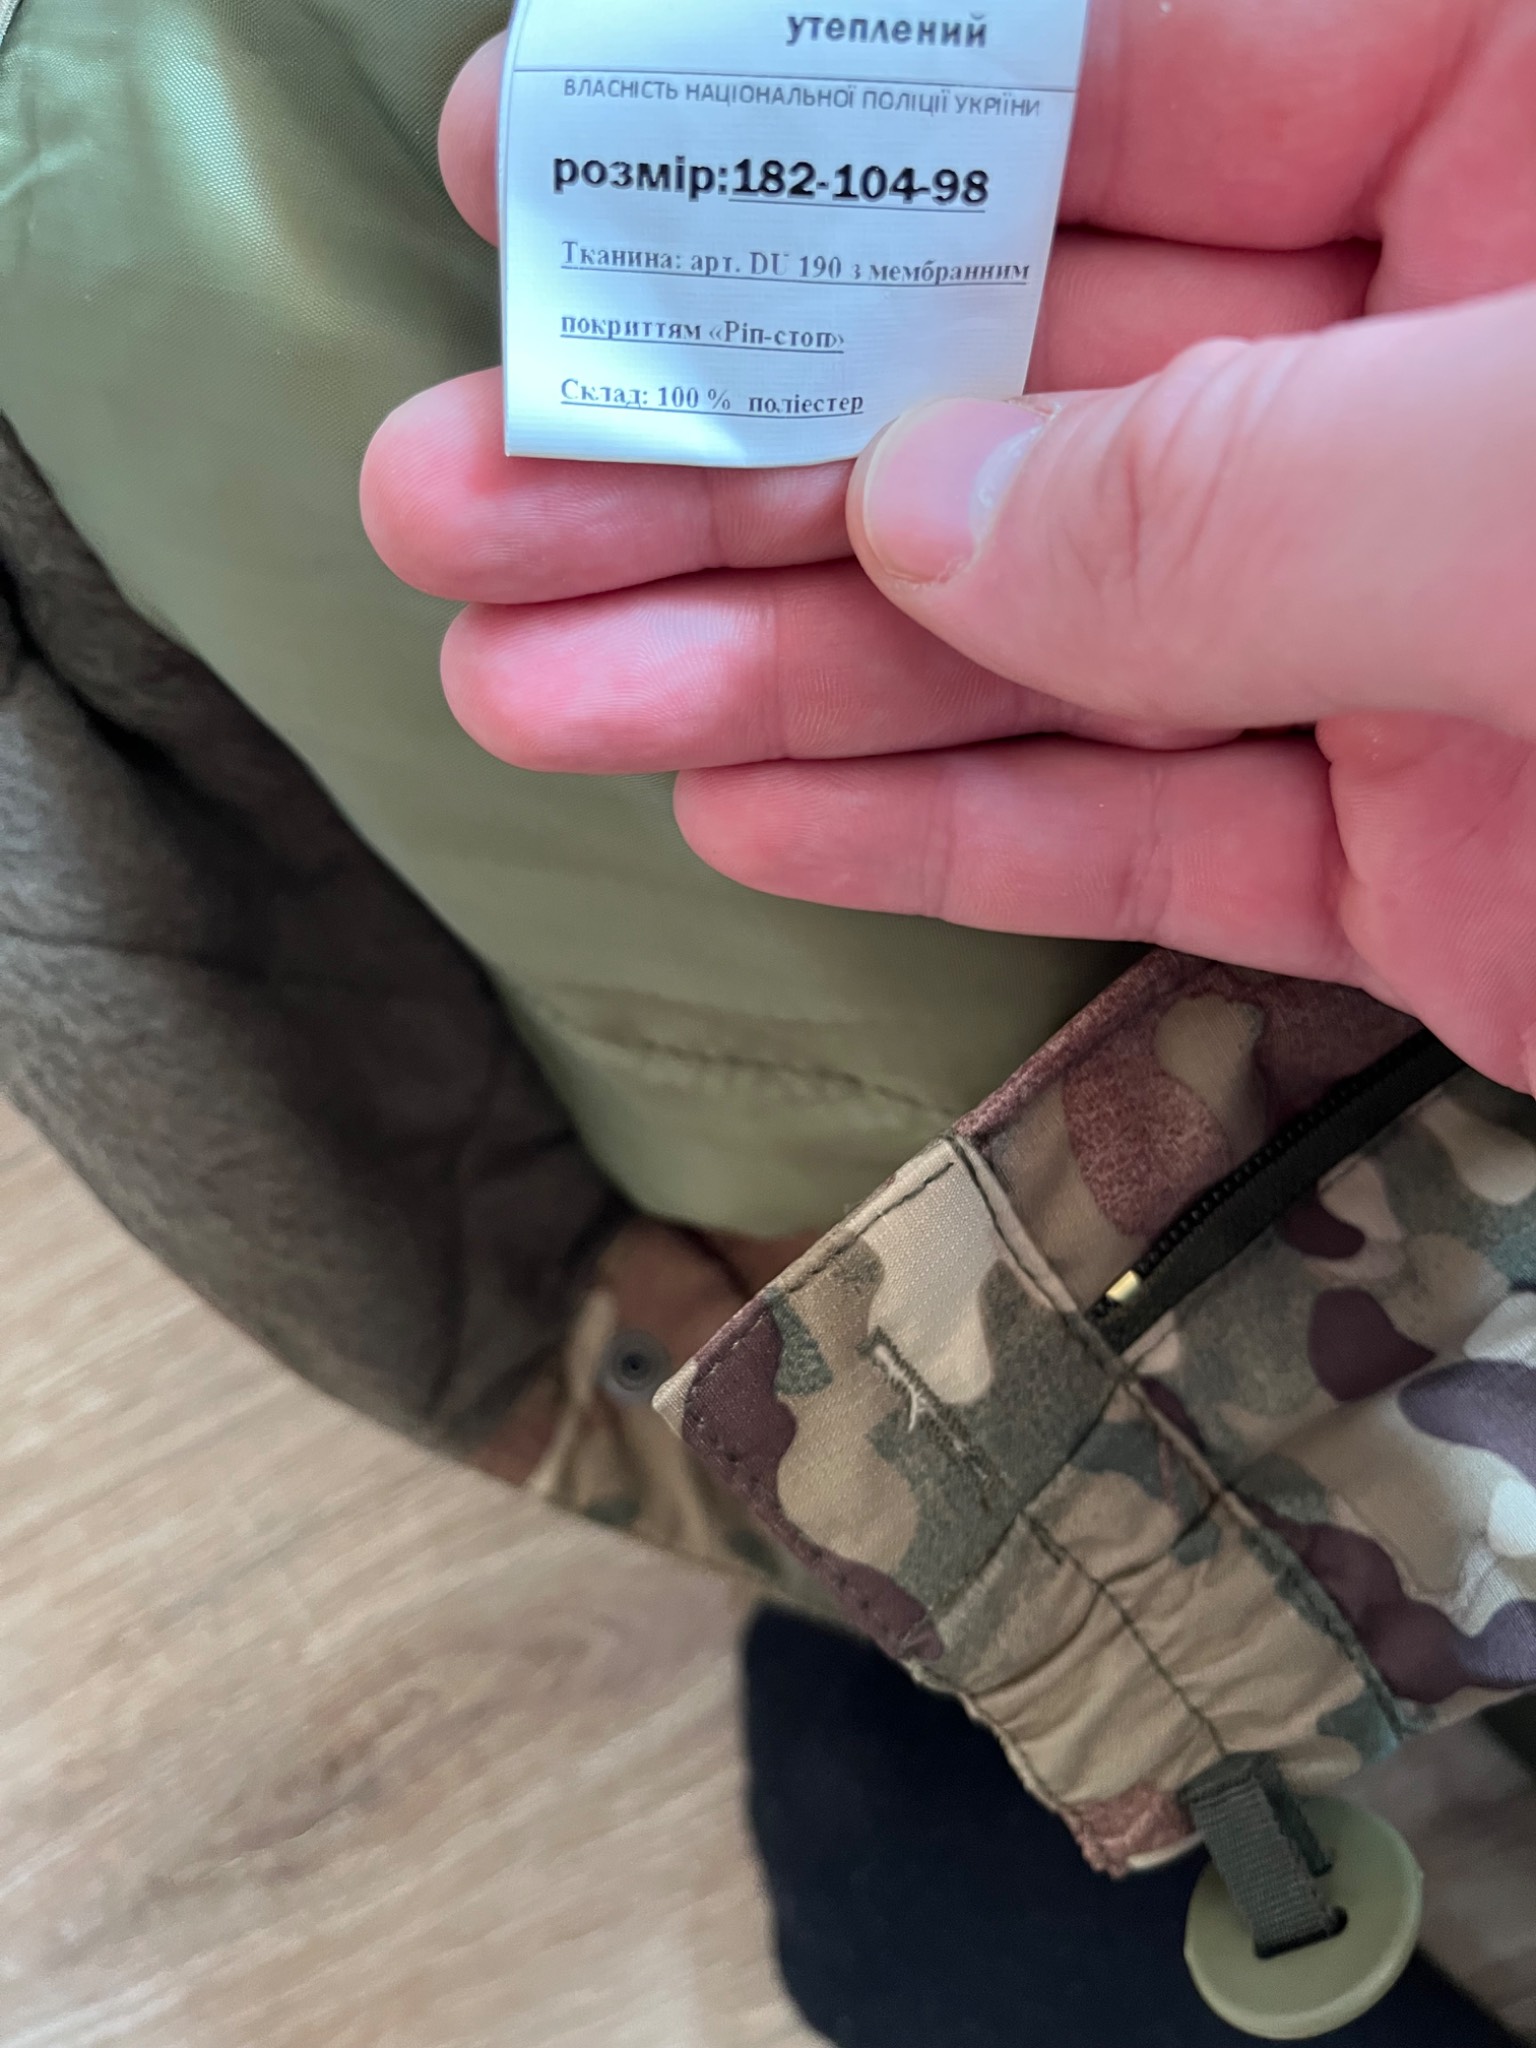 утеплений
ВЛАСНІСТЬ НАЦІОНАЛЬНОЇ ПОЛІЦІЇ УКРІЇНИ
розмір:182-104-98
Тканина: арт. DU 190 з мембранним
покриттям «Ріп-стоп»
Склад: 100 % поліестер